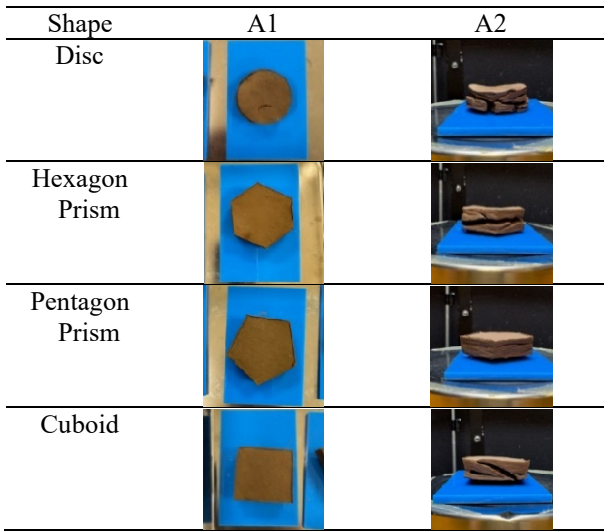 Shape A1 A2
Disc
Hexagon
Prism
Pentagon
Prism
Cuboid